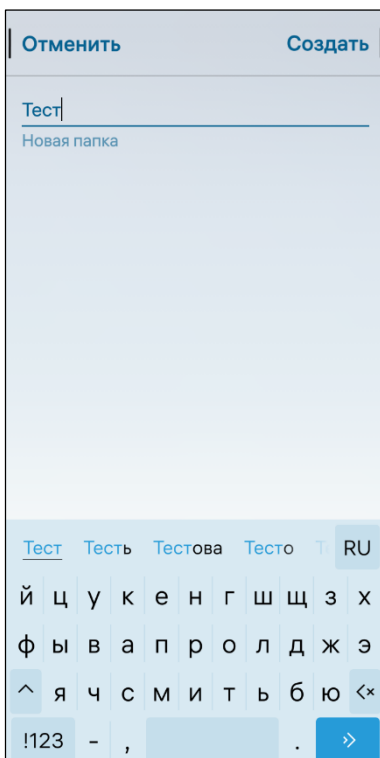 Отменить Создать
Тест
Новая папка
Тест Тесть Тестова Тесто RU
й ц у к е н г ш щ з х
ф ы в а п р о л д ж э
я ч с м и т ь б ю
!123 - , .